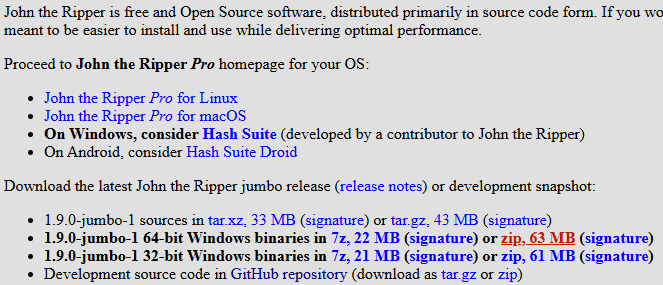 John the Ripper is free and Open Source software, distributed primarily in source code form. If you wo
meant to be easier to install and use while delivering optimal performance.
Proceed to John the Ripper Pro homepage for your OS:
• John the Ripper Pro for Linux
• John the Ripper Pro for macOS
• On Windows, consider Hash Suite (developed by a contributor to John the Ripper)
• On Android, consider Hash Suite Droid
Download the latest John the Ripper jumbo release (release notes) or development snapshot:
• 1.9.0-jumbo-1 sources in tar.xz, 33 MB (signature) or tar.gz, 43 MB (signature)
• 1.9.0-jumbo-1 64-bit Windows binaries in 7z, 22 MB (signature) or zip, 63 MB (signature)
• 1.9.0-jumbo-1 32-bit Windows binaries in 7z, 21 MB (signature) or zip, 61 MB (signature)
• Development source code in GitHub repository (download as tar.gz or zip)